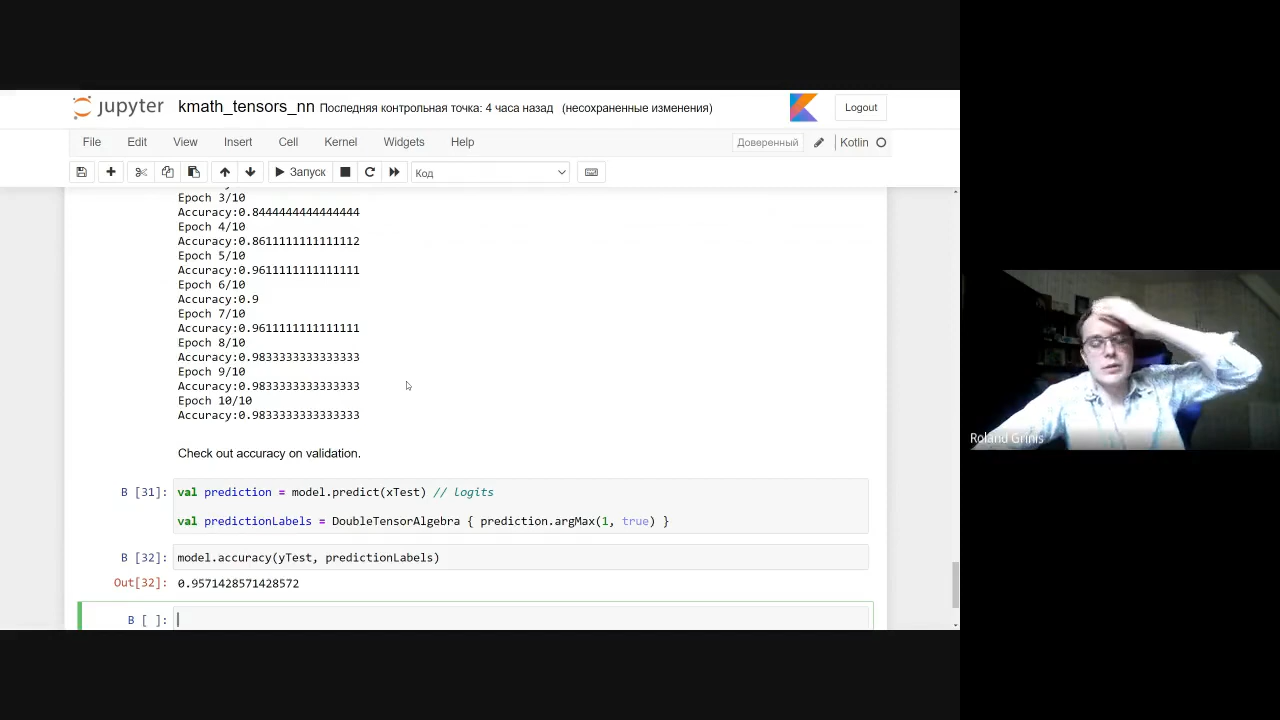 jupyter kmath_tensors_nn Последняя контрольная точка: 4 часа назад (несохраненные изменения) Logout
File Edit View Insert Cell Kernel Widgets Help Доверенный Kotlin
Запуск Код
Epoch 3/10
Accuracy:0.8444444444444444
Epoch 4/10
Accuracy:0.8611111111111112
Epoch 5/10
Accuracy:0.9611111111111111
Epoch 6/10
Accuracy:0.9
Epoch 7/10
Accuracy:0.9611111111111111
Epoch 8/10
Accuracy:0.9833333333333333
Epoch 9/10
Accuracy:0.9833333333333333
Epoch 10/10
Accuracy:0.9833333333333333
Check out accuracy on validation.
В [31]: val prediction = model.predict(xTest) // logits
val predictionLabels = DoubleTensorAlgebra { prediction.argMax(1, true) }
В [32]: model.accuracy(yTest, predictionLabels)
Out[32]: 0.9571428571428572
В [ ]:
Roland Grinis